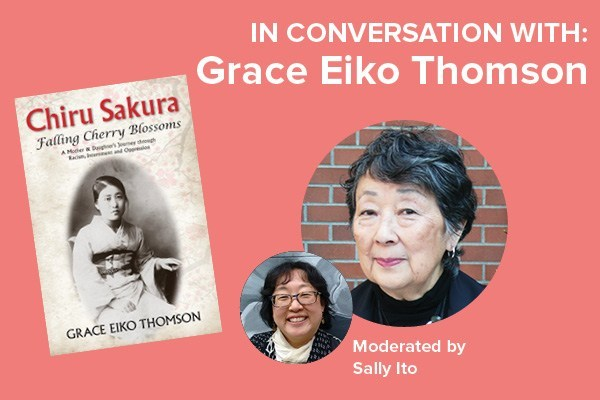 IN CONVERSATION WITH:
Grace Eiko Thomson
Chiru Sakura
Falling Cherry Blossoms
A Mother & Daughter's Journey through
Racism, Internment and Oppression
GRACE EIKO THOMSON
Moderated by
Sally Ito